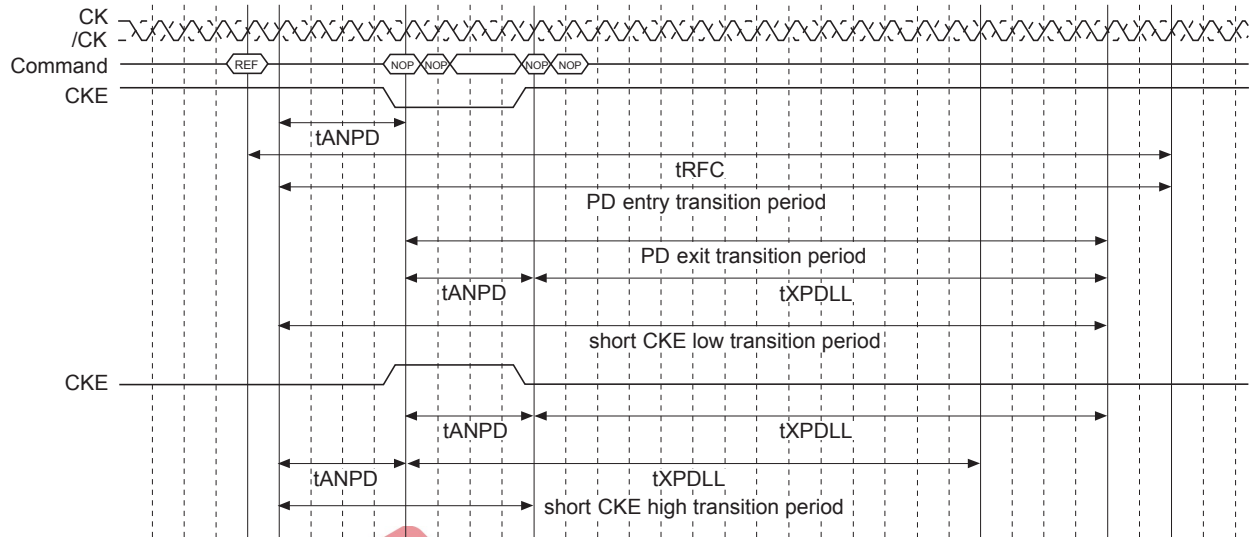 CK
/CK
Command REF NOP NOP NOP NOP
CKE
tANPD
tRFC
PD entry transition period
PD exit transition period
tANPD tXPDLL
short CKE low transition period
CKE
tANPD tXPDLL
tANPD tXPDLL
short CKE high transition period